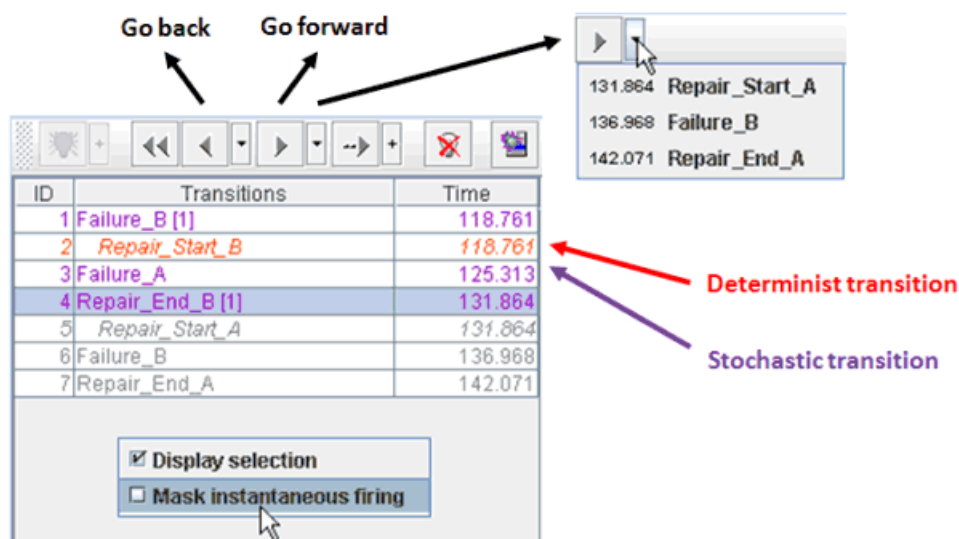 Go back
Go forward
131.864 Repair_Start_A
136.968 Failure_B
142.071 Repair_End_A
ID Transitions Time
1 Failure_B [1] 118.761
2 Repair_Start_B 118.761
3 Failure_A 125.313
4 Repair_End_B [1] 131.864
5 Repair_Start_A 131.864
6 Failure_B 136.968
7 Repair_End_A 142.071
Determinist transition
Stochastic transition
Display selection
Mask instantaneous firing